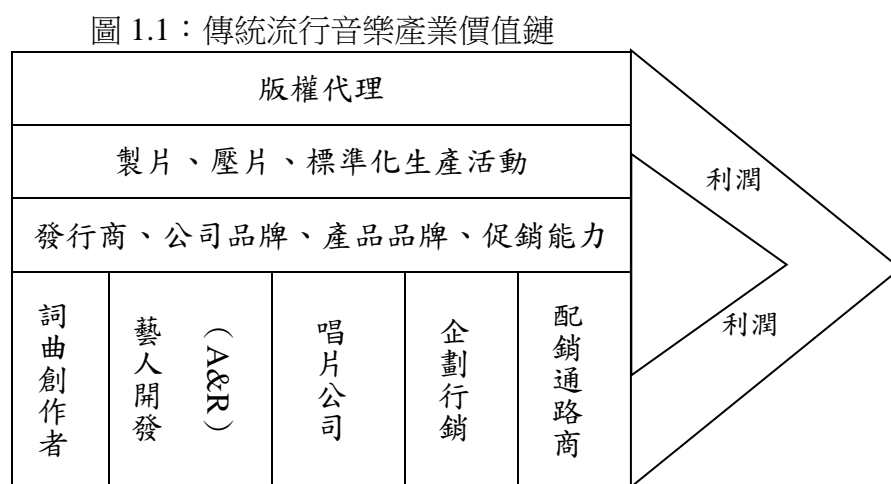 圖 1.1：傳統流行音樂產業價值鏈
版權代理
製片、壓片、標準化生產活動
發行商、公司品牌、產品品牌、促銷能力
詞曲創作者
藝人開發
（A&R）
唱片公司
企劃行銷
配銷通路商
利潤
利潤